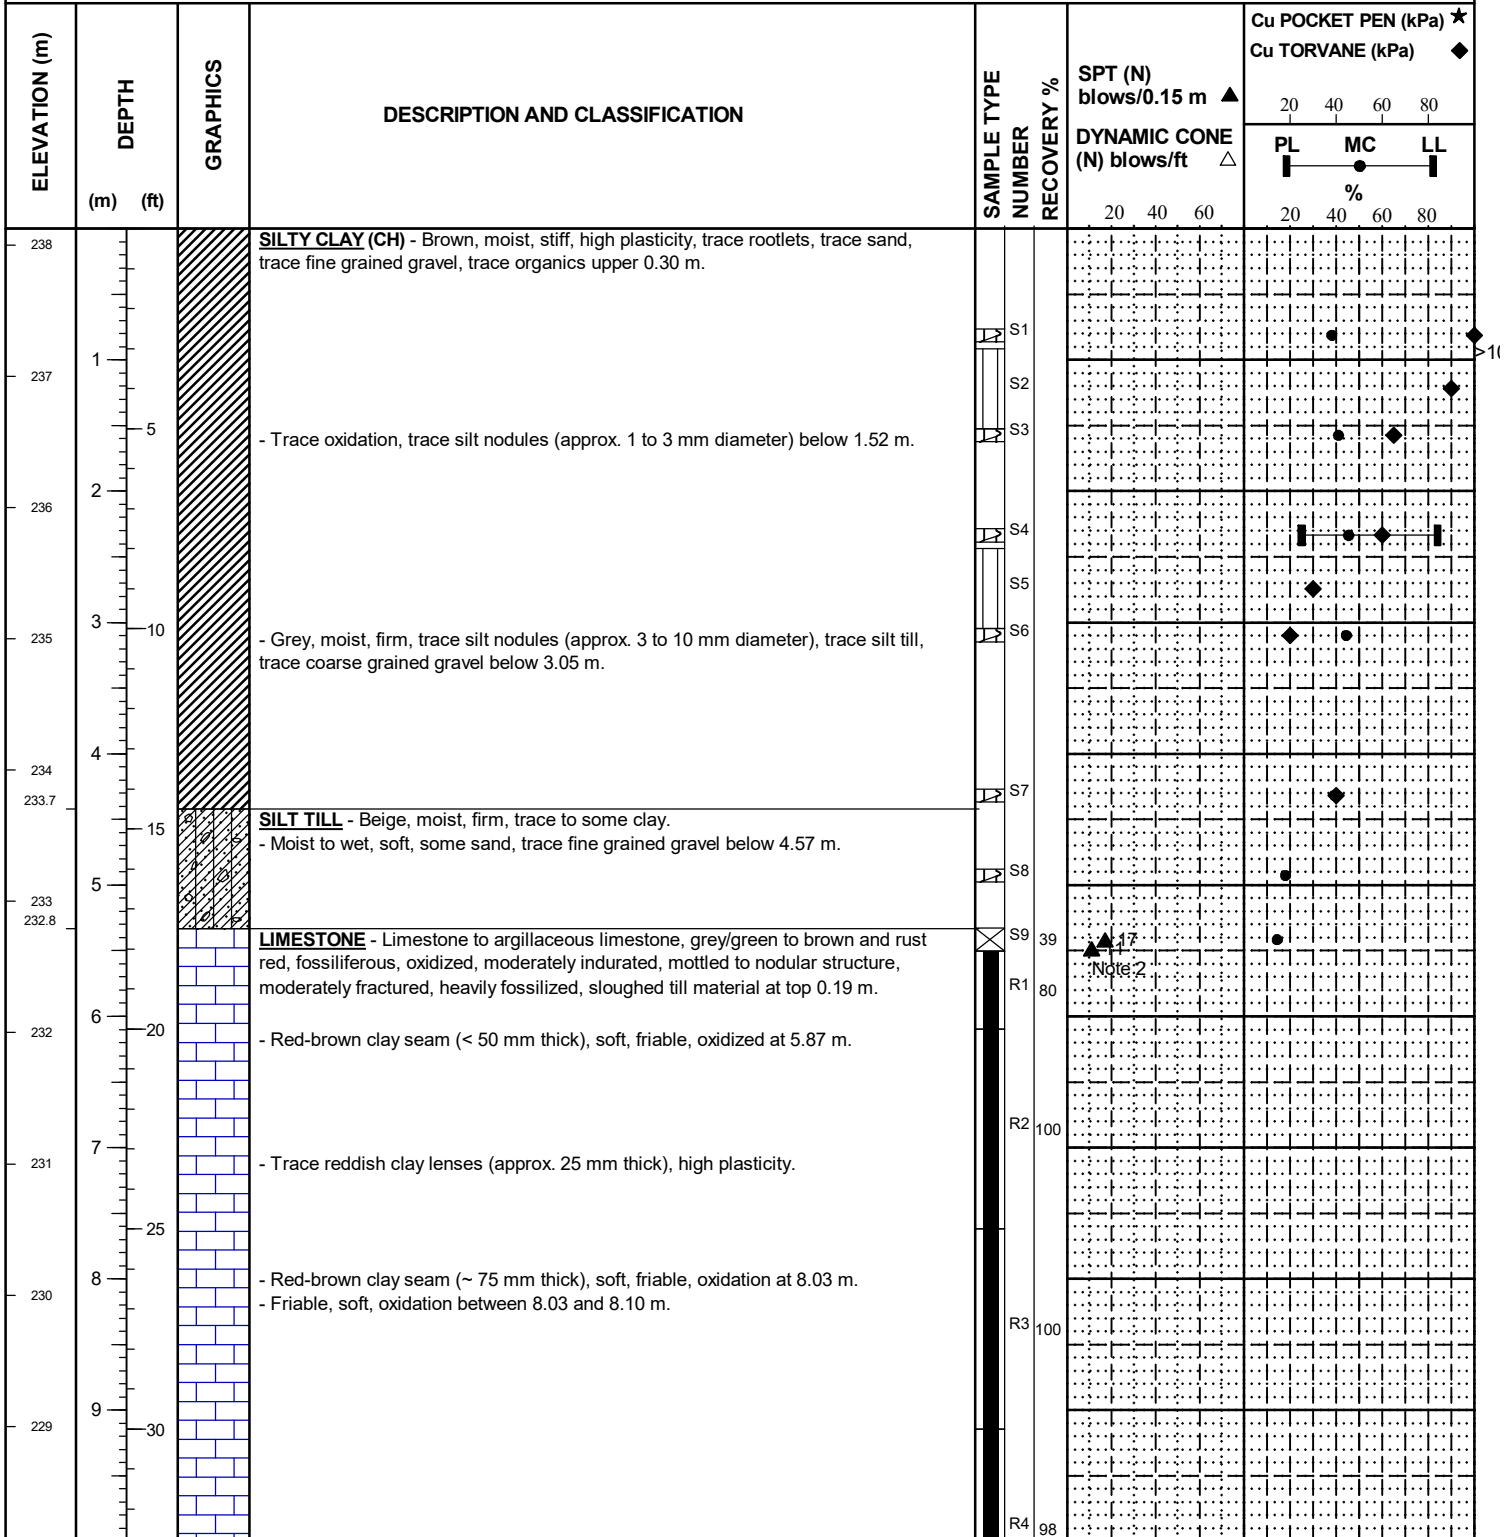 ELEVATION (m)
DEPTH
(m) (ft)
GRAPHICS
DESCRIPTION AND CLASSIFICATION
SAMPLE TYPE
NUMBER
RECOVERY %
SPT (N)
blows/0.15 m ▲
DYNAMIC CONE
(N) blows/ft △
20 40 60
Cu POCKET PEN (kPa) ★
Cu TORVANE (kPa) ◆
20 40 60 80
PL MC LL
%
20 40 60 80
238
SILTY CLAY (CH) - Brown, moist, stiff, high plasticity, trace rootlets, trace sand,
trace fine grained gravel, trace organics upper 0.30 m.
S1
>10
1
237
S2
5
S3
- Trace oxidation, trace silt nodules (approx. 1 to 3 mm diameter) below 1.52 m.
2
236
S4
S5
3
10
235
S6
- Grey, moist, firm, trace silt nodules (approx. 3 to 10 mm diameter), trace silt till,
trace coarse grained gravel below 3.05 m.
4
234
S7
233.7
15
SILT TILL - Beige, moist, firm, trace to some clay.
- Moist to wet, soft, some sand, trace fine grained gravel below 4.57 m.
S8
5
233
232.8
LIMESTONE - Limestone to argillaceous limestone, grey/green to brown and rust
red, fossiliferous, oxidized, moderately indurated, mottled to nodular structure,
moderately fractured, heavily fossilized, sloughed till material at top 0.19 m.
S9 39
17
11
Note 2
R1 80
6
20
232
- Red-brown clay seam (< 50 mm thick), soft, friable, oxidized at 5.87 m.
R2 100
7
231
- Trace reddish clay lenses (approx. 25 mm thick), high plasticity.
25
8
230
- Red-brown clay seam (~ 75 mm thick), soft, friable, oxidation at 8.03 m.
- Friable, soft, oxidation between 8.03 and 8.10 m.
R3 100
9
229
30
R4 98